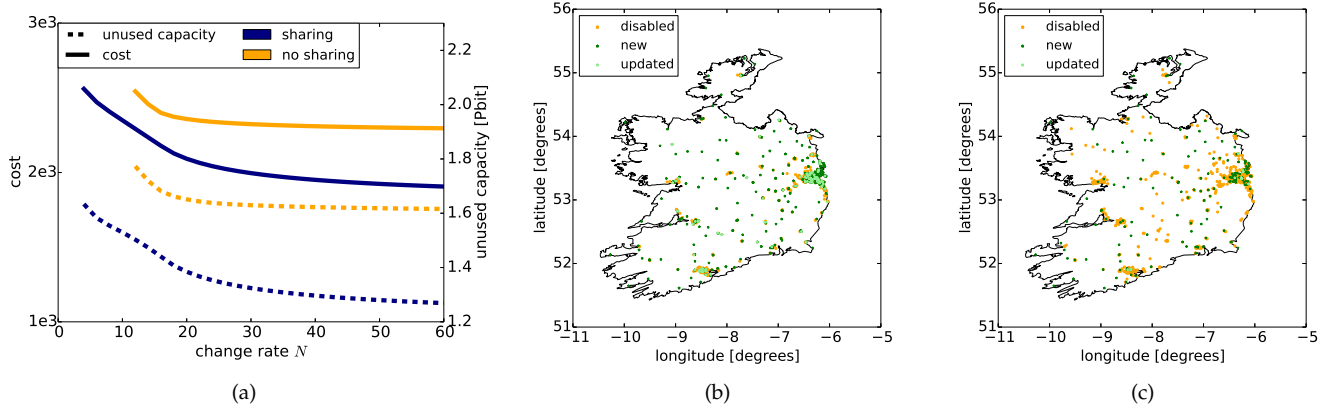 3e3
2e3
1e3
cost
unused capacity
cost
sharing
no sharing
2.2
2.0
1.8
1.6
1.4
1.2
unused capacity [Pbit]
0 10 20 30 40 50 60
change rate N
(a)
56
55
54
53
52
51
latitude [degrees]
disabled
new
updated
−11 −10 −9 −8 −7 −6 −5
longitude [degrees]
(b)
56
55
54
53
52
51
latitude [degrees]
disabled
new
updated
−11 −10 −9 −8 −7 −6 −5
longitude [degrees]
(c)